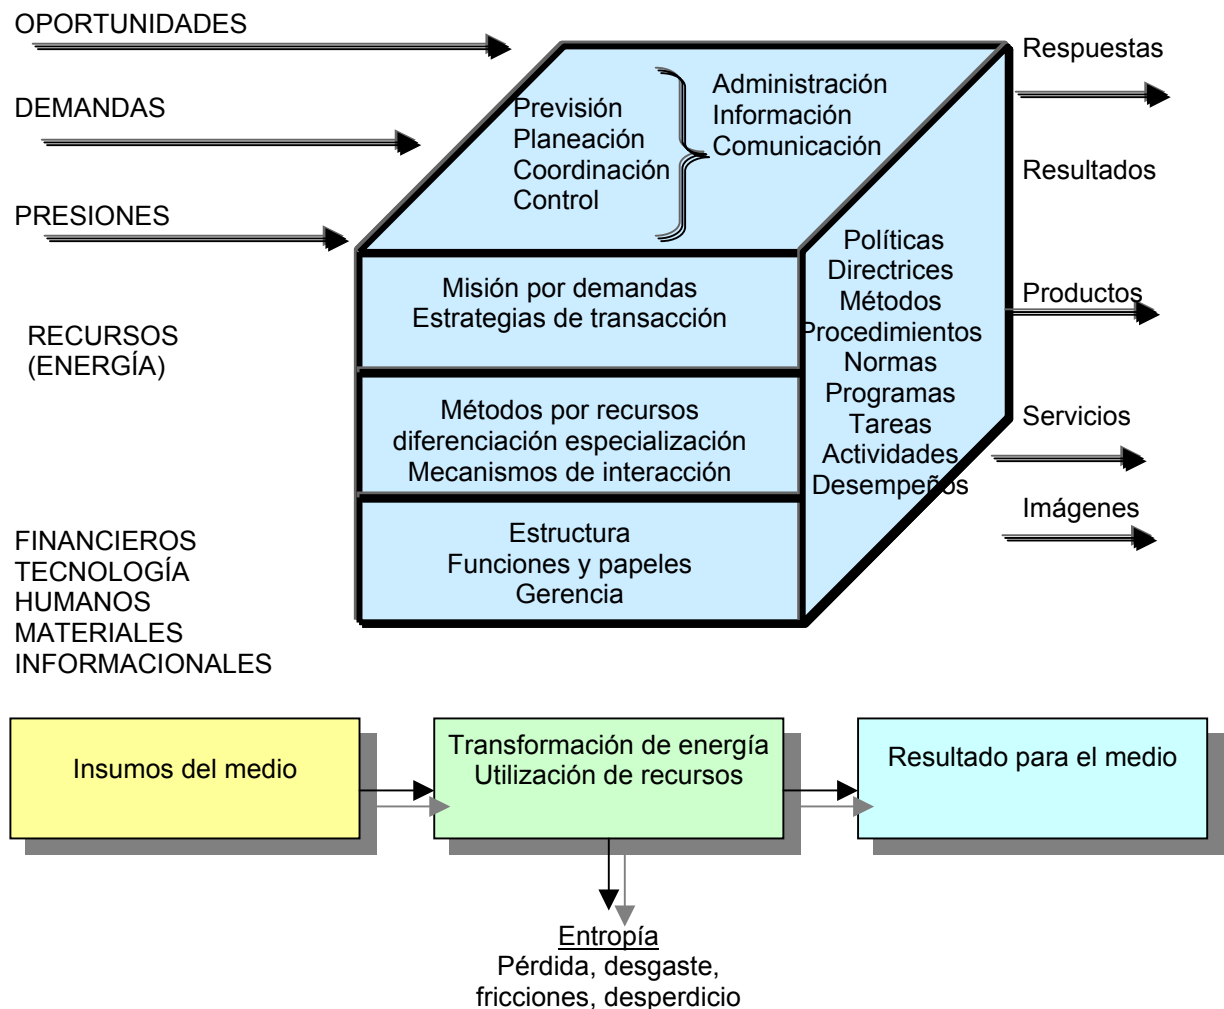 OPORTUNIDADES
DEMANDAS
PRESIONES
RECURSOS
(ENERGÍA)
FINANCIEROS
TECNOLOGÍA
HUMANOS
MATERIALES
INFORMACIONALES
Previsión
Planeación
Coordinación
Control
Administración
Información
Comunicación
Misión por demandas
Estrategias de transacción
Métodos por recursos
diferenciación especialización
Mecanismos de interacción
Estructura
Funciones y papeles
Gerencia
Políticas
Directrices
Métodos
Procedimientos
Normas
Programas
Tareas
Actividades
Desempeños
Respuestas
Resultados
Productos
Servicios
Imágenes
Insumos del medio
Transformación de energía
Utilización de recursos
Resultado para el medio
Entropía
Pérdida, desgaste,
fricciones, desperdicio